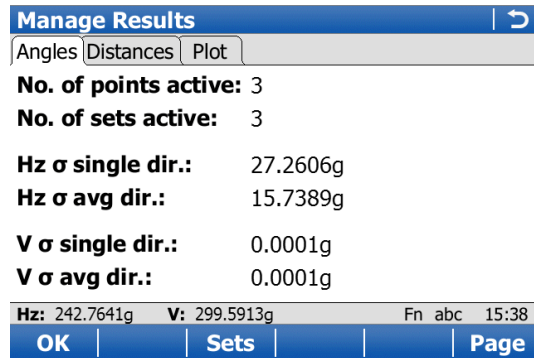 Manage Results
Angles Distances Plot
No. of points active: 3
No. of sets active: 3
Hz σ single dir.: 27.2606g
Hz σ avg dir.: 15.7389g
V σ single dir.: 0.0001g
V σ avg dir.: 0.0001g
Hz: 242.7641g V: 299.5913g Fn abc 15:38
OK Sets Page